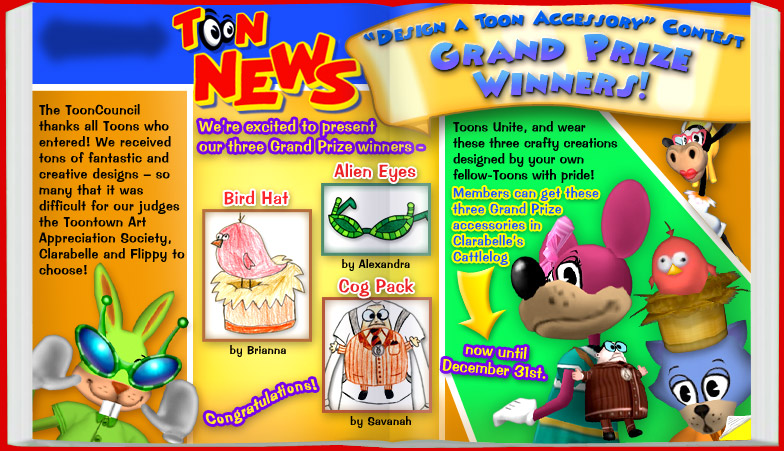 TOON
NEWS
"DESIGN A TOON ACCESSORY" CONTEST
GRAND PRIZE
WINNERS!
The ToonCouncil
thanks all Toons who
entered! We received
tons of fantastic and
creative designs – so
many that it was
difficult for our judges
the Toontown Art
Appreciation Society,
Clarabelle and Flippy to
choose!
We're excited to present
our three Grand Prize winners –
Bird Hat
by Brianna
Alien Eyes
by Alexandra
Cog Pack
by Savanah
Congratulations!
Toons Unite, and wear
these three crafty creations
designed by your own
fellow-Toons with pride!
Members can get these
three Grand Prize
accessories in
Clarabelle's
Cattlelog
now until
December 31st.